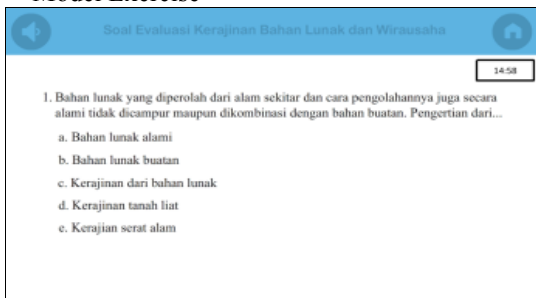 Soal Evaluasi Kerajinan Bahan Lunak dan Wirausaha
14:58
1. Bahan lunak yang diperolah dari alam sekitar dan cara pengolahannya juga secara
alami tidak dicampur maupun dikombinasi dengan bahan buatan. Pengertian dari...
a. Bahan lunak alami
b. Bahan lunak buatan
c. Kerajinan dari bahan lunak
d. Kerajinan tanah liat
e. Kerajian serat alam